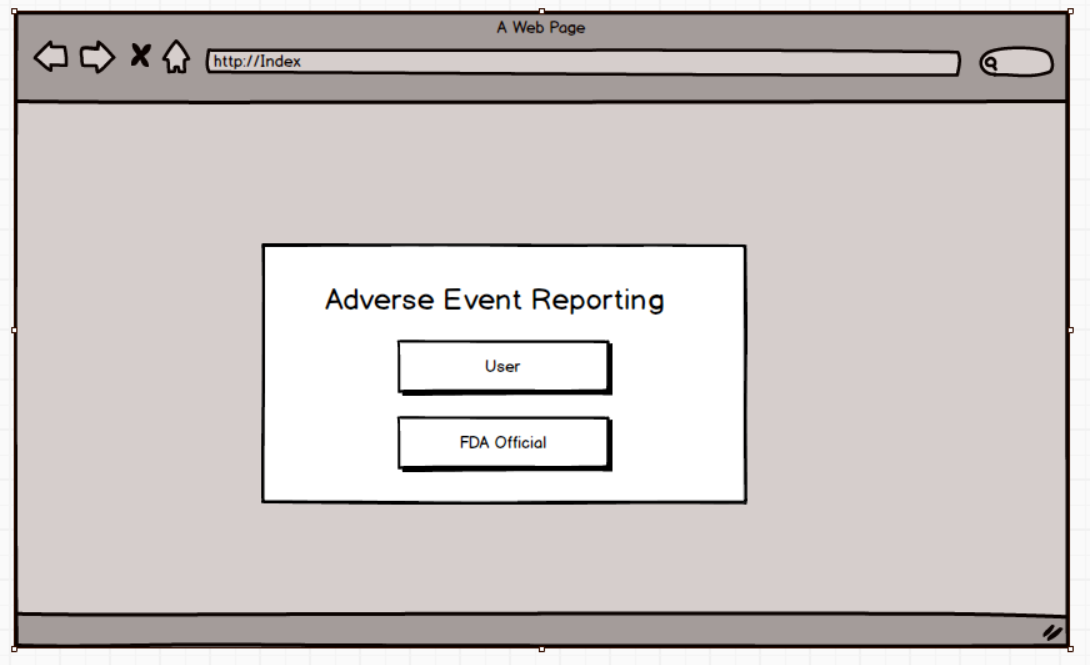 A Web Page
http://Index
Adverse Event Reporting
User
FDA Official